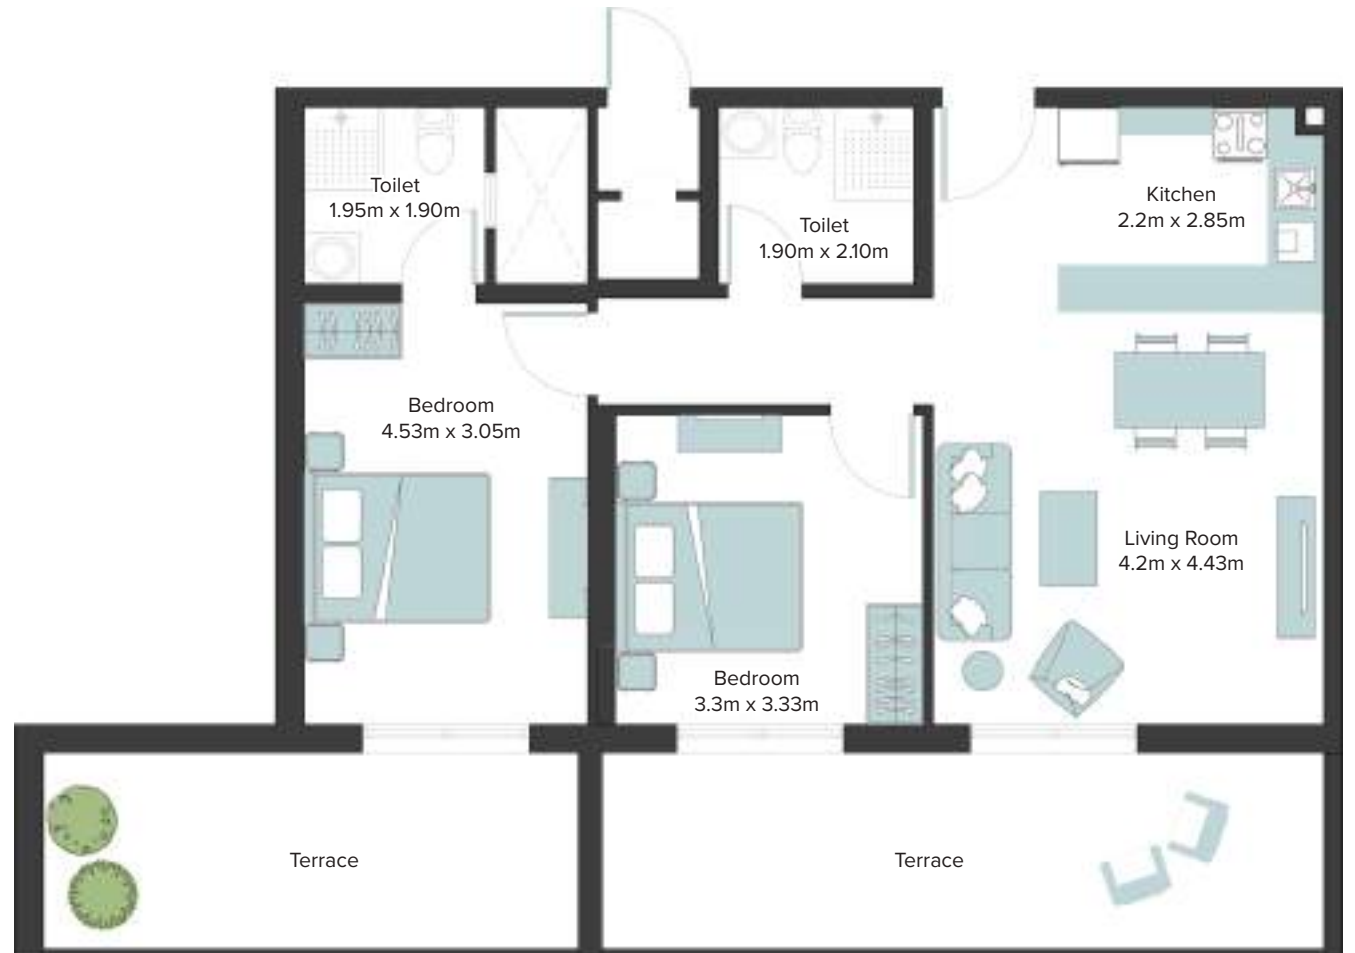 Toilet
1.95m x 1.90m
Kitchen
2.2m x 2.85m
Toilet
1.90m x 2.10m
Bedroom
4.53m x 3.05m
Living Room
4.2m x 4.43m
Bedroom
3.3m x 3.33m
Terrace
Terrace